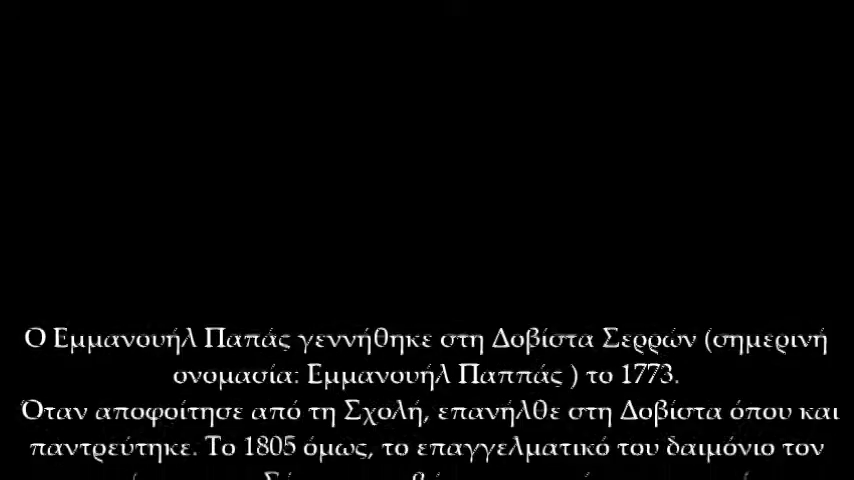 Ο Εμμανουήλ Παπάς γεννήθηκε στη Δοβίστα Σερρών (σημερινή
ονομασία: Εμμανουήλ Παππάς ) το 1773.
Όταν αποφοίτησε από τη Σχολή, επανήλθε στη Δοβίστα όπου και
παντρεύτηκε. Το 1805 όμως, το επαγγελματικό του δαιμόνιο τον